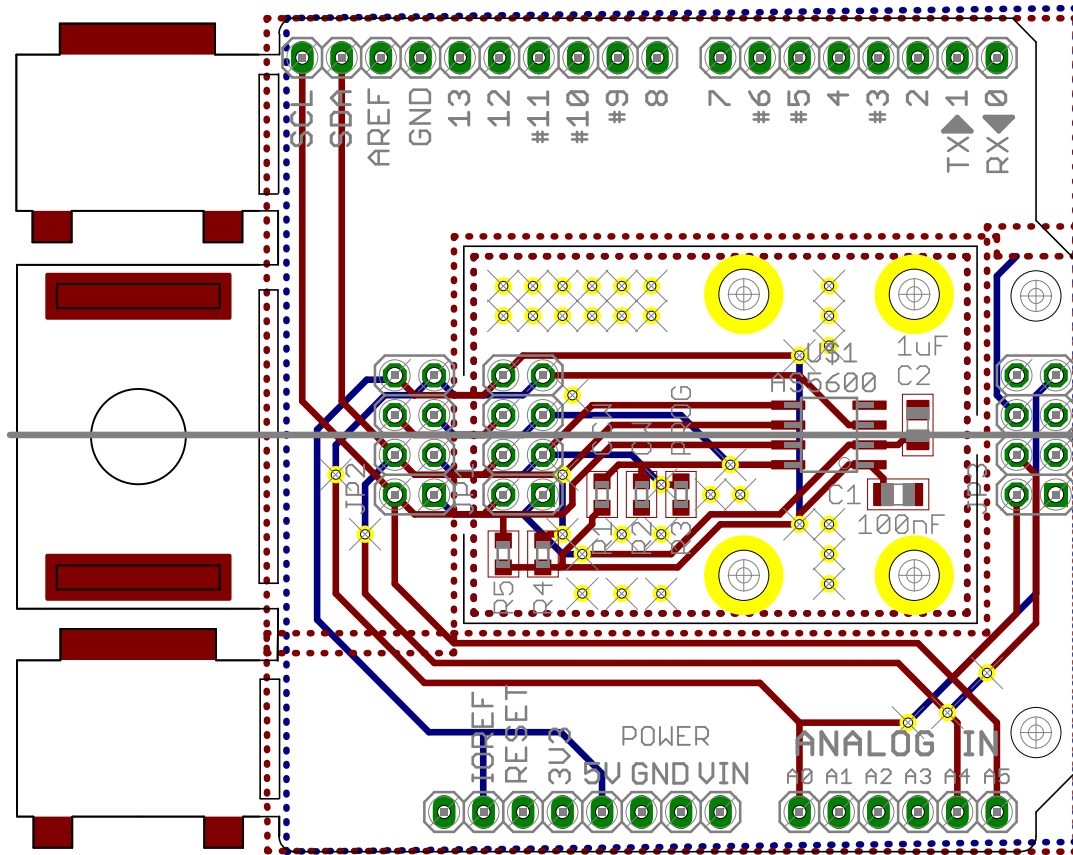 SCL
SDA
AREF
GND
13
12
#11
#10
#9
8
7
#6
#5
4
#3
2
TX▶1
RX◀0
U$1
AS5600
1uF
C2
CCW
CW
PROG
JP2
JP3
C1
100nF
R1
R2
R3
R5
R4
IOREF
RESET
3V3
5V GND VIN
POWER
ANALOG IN
A0 A1 A2 A3 A4 A5